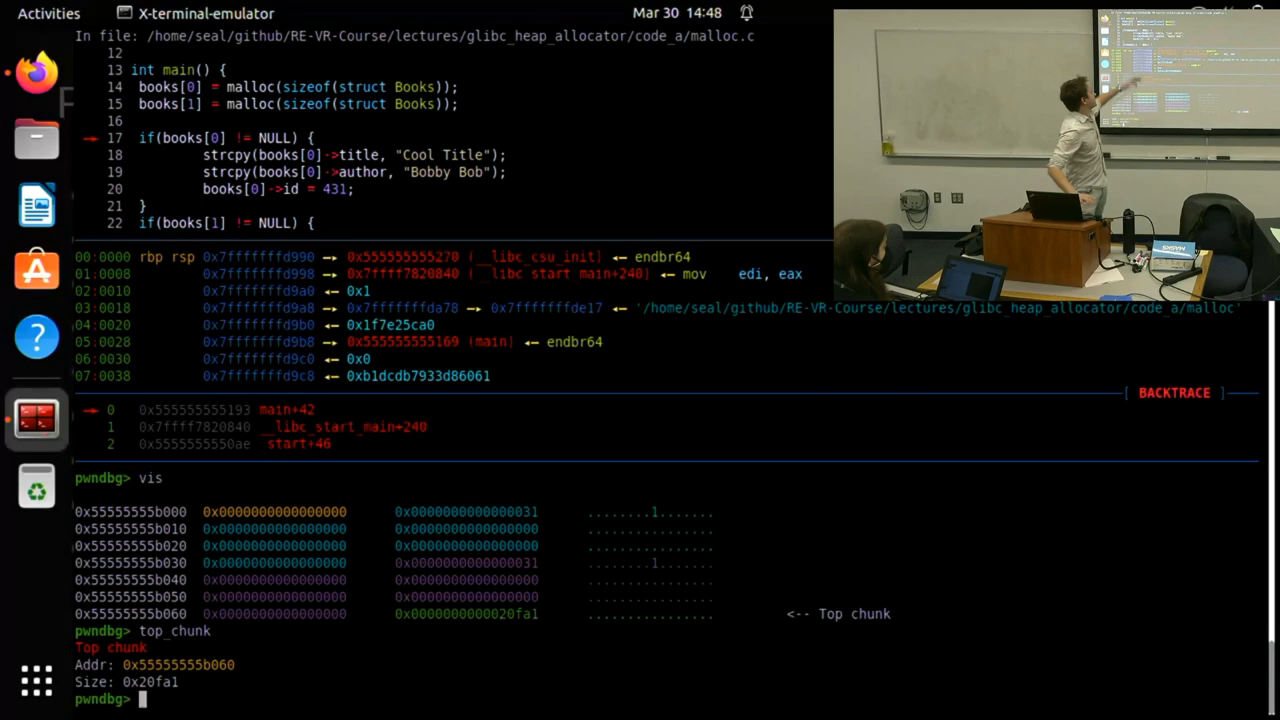 Activities X-terminal-emulator Mar 30 14:48
In file: /home/seal/github/RE-VR-Course/lectures/glibc_heap_allocator/code_a/malloc.c
12
13 int main() {
14 books[0] = malloc(sizeof(struct Books));
15 books[1] = malloc(sizeof(struct Books));
16
17 if(books[0] != NULL) {
18 strcpy(books[0]->title, "Cool Title");
19 strcpy(books[0]->author, "Bobby Bob");
20 books[0]->id = 431;
21 }
22 if(books[1] != NULL) {
00:0000 rbp rsp 0x7fffffffd990 —▸ 0x555555555270 (__libc_csu_init) ◂— endbr64
01:0008 0x7fffffffd998 —▸ 0x7ffff7820840 (__libc_start_main+240) ◂— mov edi, eax
02:0010 0x7fffffffd9a0 ◂— 0x1
03:0018 0x7fffffffd9a8 —▸ 0x7fffffffda78 —▸ 0x7fffffffde17 ◂— '/home/seal/github/RE-VR-Course/lectures/glibc_heap_allocator/code_a/malloc'
04:0020 0x7fffffffd9b0 ◂— 0x1f7e25ca0
05:0028 0x7fffffffd9b8 —▸ 0x555555555169 (main) ◂— endbr64
06:0030 0x7fffffffd9c0 ◂— 0x0
07:0038 0x7fffffffd9c8 ◂— 0xb1dcdb7933d86061
[ BACKTRACE ]
0 0x555555555193 main+42
1 0x7ffff7820840 __libc_start_main+240
2 0x5555555550ae _start+46
pwndbg> vis
0x55555555b000 0x0000000000000000 0x0000000000000031 ........1.......
0x55555555b010 0x0000000000000000 0x0000000000000000 ................
0x55555555b020 0x0000000000000000 0x0000000000000000 ................
0x55555555b030 0x0000000000000000 0x0000000000000031 ........1.......
0x55555555b040 0x0000000000000000 0x0000000000000000 ................
0x55555555b050 0x0000000000000000 0x0000000000000000 ................
0x55555555b060 0x0000000000000000 0x0000000000020fa1 ................ <-- Top chunk
pwndbg> top_chunk
Top chunk
Addr: 0x55555555b060
Size: 0x20fa1
pwndbg>